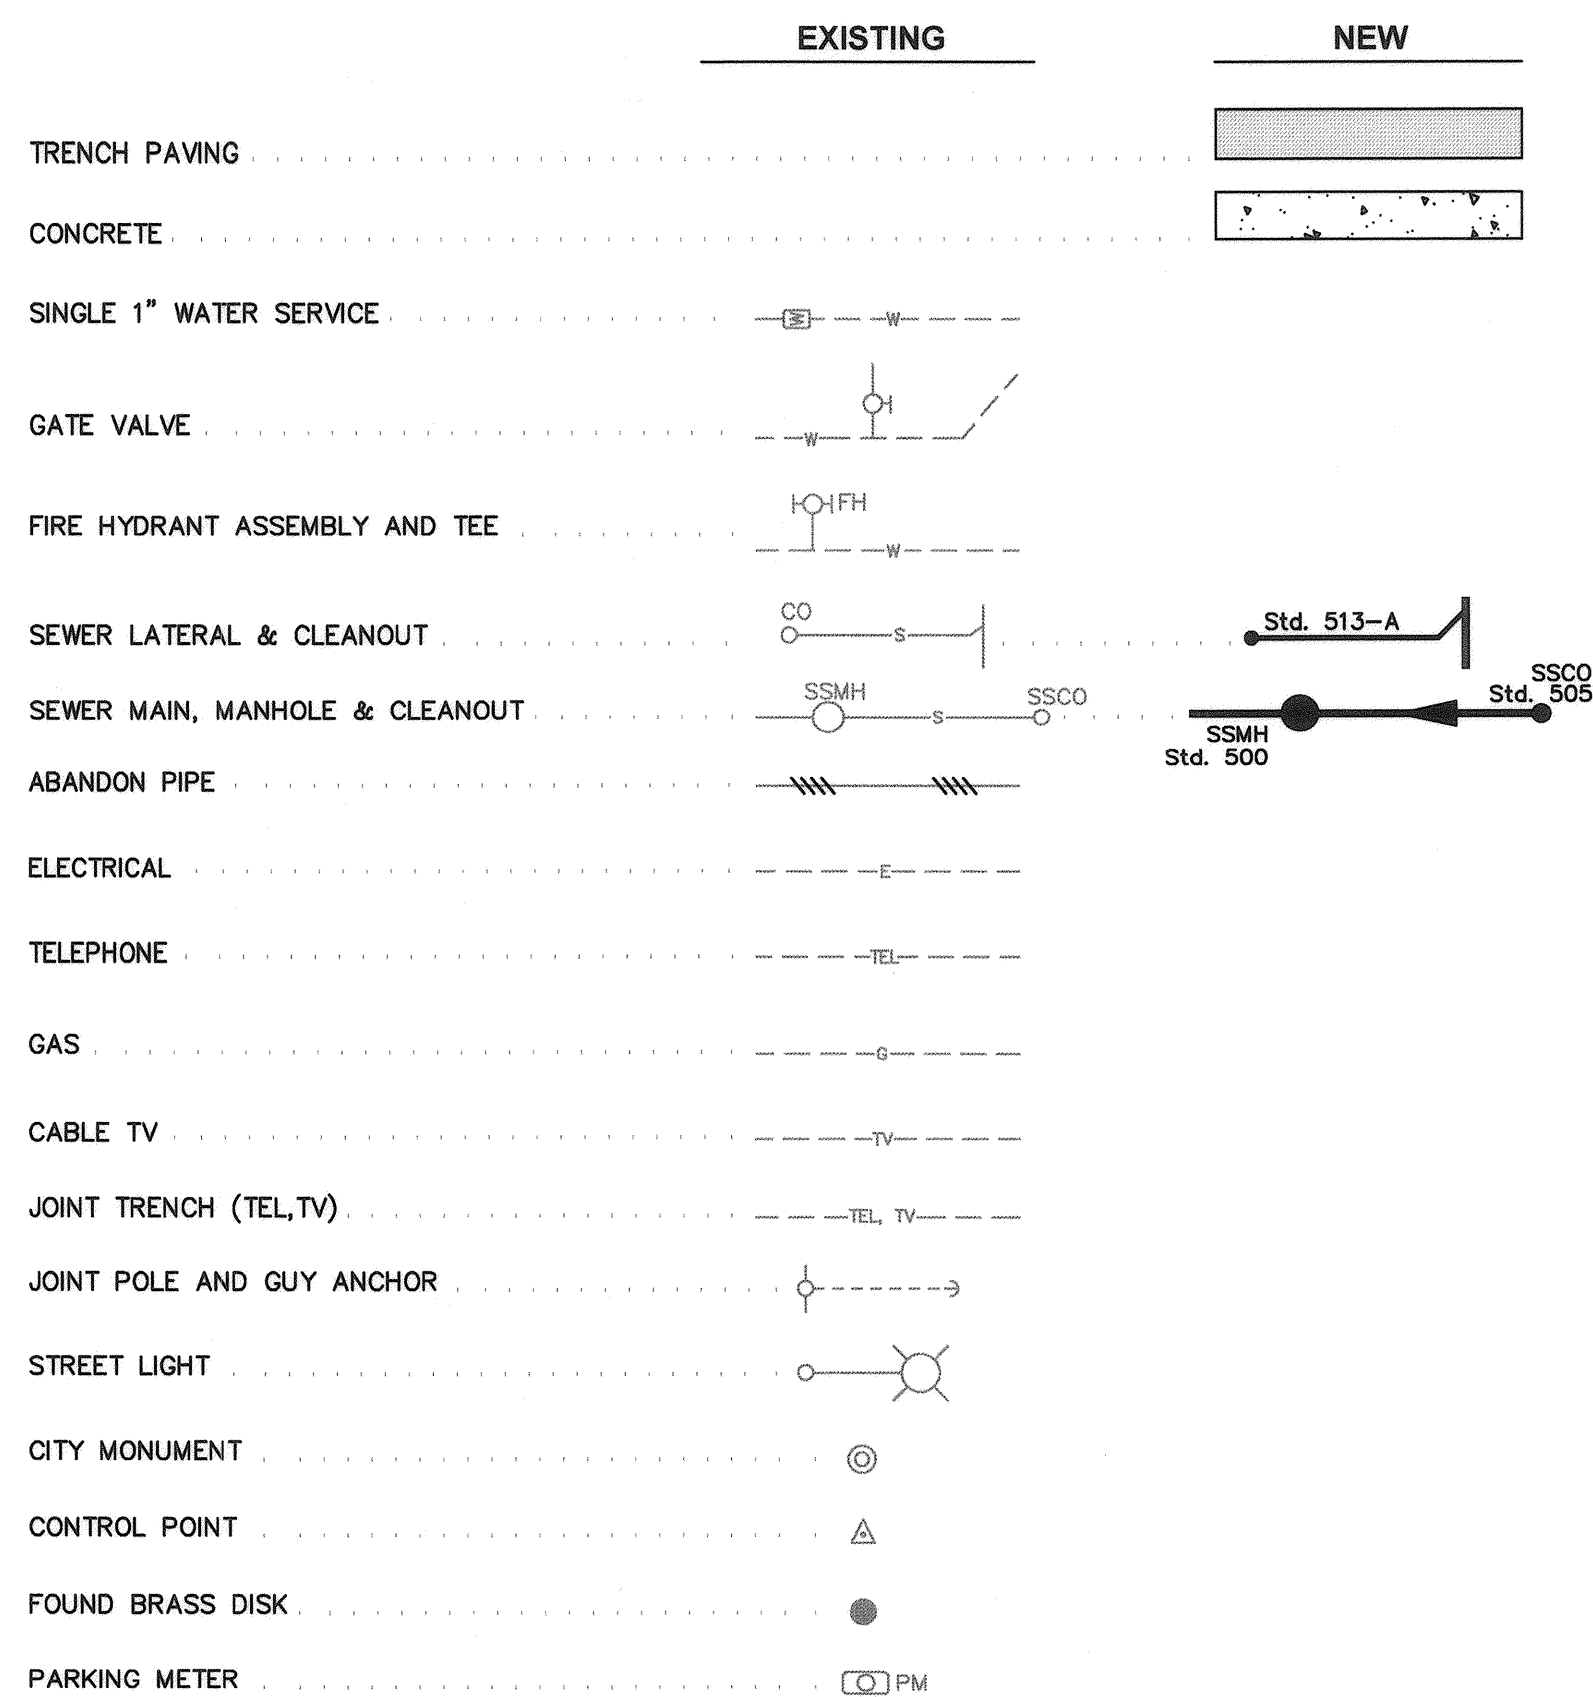 EXISTING NEW
TRENCH PAVING
CONCRETE
SINGLE 1" WATER SERVICE W W
GATE VALVE W
FIRE HYDRANT ASSEMBLY AND TEE FH W
SEWER LATERAL & CLEANOUT CO S Std. 513-A
SEWER MAIN, MANHOLE & CLEANOUT SSMH S SSCO SSMH Std. 500 SSCO Std. 505
ABANDON PIPE
ELECTRICAL E
TELEPHONE TEL
GAS G
CABLE TV TV
JOINT TRENCH (TEL,TV) TEL, TV
JOINT POLE AND GUY ANCHOR
STREET LIGHT
CITY MONUMENT
CONTROL POINT
FOUND BRASS DISK
PARKING METER PM